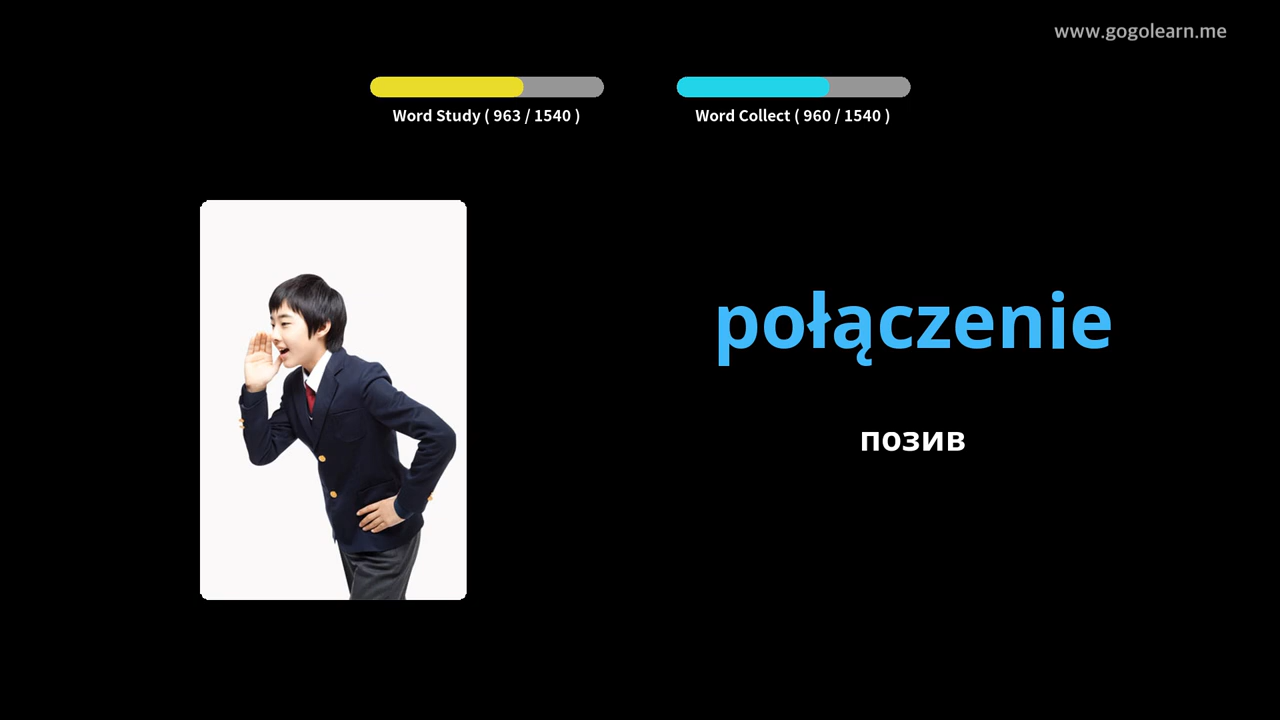 www.gogolearn.me
Word Study ( 963 / 1540 )
Word Collect ( 960 / 1540 )
połączenie
позив